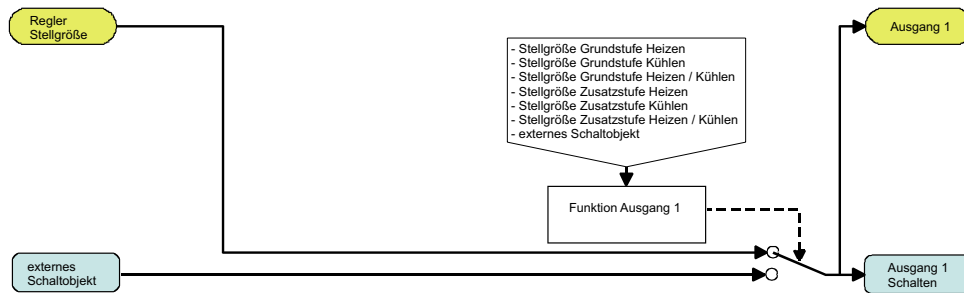 Regler
Stellgröße
Ausgang 1
- Stellgröße Grundstufe Heizen
- Stellgröße Grundstufe Kühlen
- Stellgröße Grundstufe Heizen / Kühlen
- Stellgröße Zusatzstufe Heizen
- Stellgröße Zusatzstufe Kühlen
- Stellgröße Zusatzstufe Heizen / Kühlen
- externes Schaltobjekt
Funktion Ausgang 1
externes
Schaltobjekt
Ausgang 1
Schalten